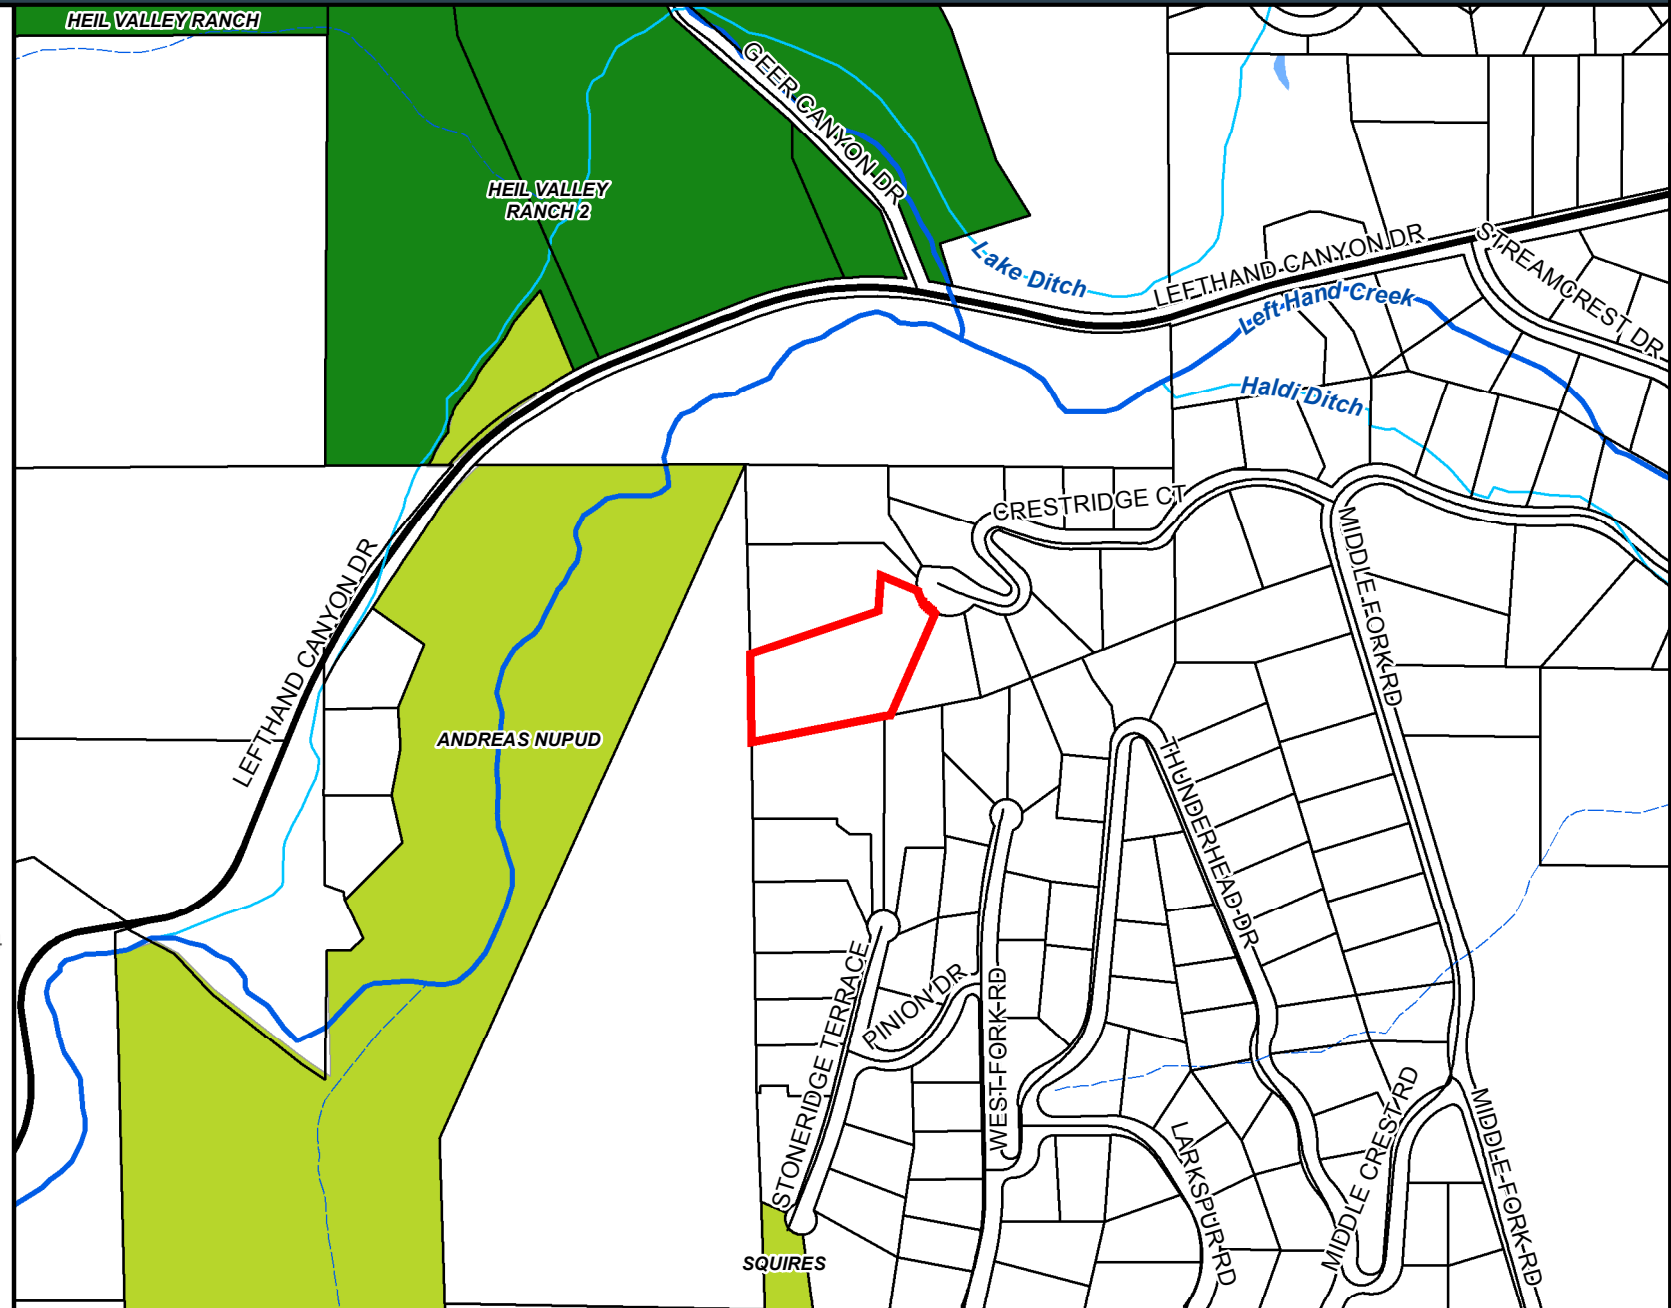 HEIL VALLEY RANCH
GEER CANYON DR
HEIL VALLEY
RANCH 2
Lake Ditch
LEFTHAND CANYON DR
STREAMCREST DR
Left Hand Creek
Haldi Ditch
CRESTRIDGE CT
MIDDLE FORK RD
LEFTHAND CANYON DR
ANDREAS NUPUD
THUNDERHEAD DR
STONERIDGE TERRACE
PINION DR
WEST FORK RD
LARKSPUR RD
MIDDLE CREST RD
MIDDLE FORK RD
SQUIRES